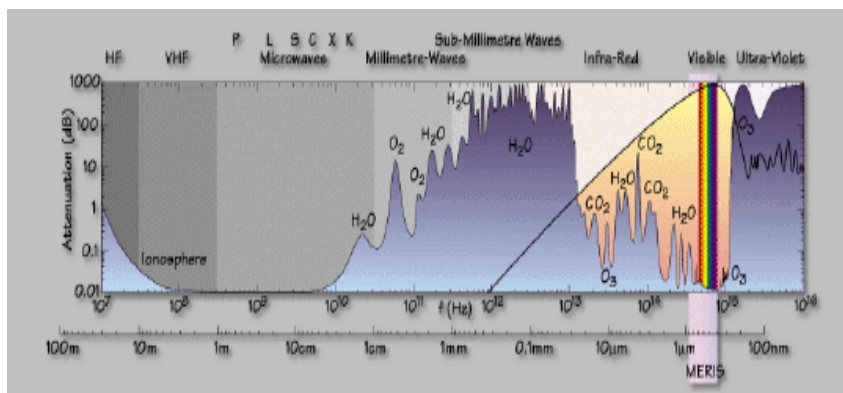 P L S C X K Sub-Millimetre Waves
HF VHF Microwaves Millimetre-Waves Infra-Red Visible Ultra-Violet
1000
100
10
1
0.1
0.01
Attenuation (dB)
Ionosphere
H₂O
O₂
O₂
H₂O
H₂O
H₂O
CO₂
O₃
H₂O
CO₂
CO₂
H₂O
O₃
O₃
10⁷ 10⁸ 10⁹ 10¹⁰ 10¹¹ f (Hz) 10¹² 10¹³ 10¹⁴ 10¹⁵ 10¹⁶
100m 10m 1m 10cm 1cm 1mm 0.1mm 10µm 1µm 100nm
MERIS